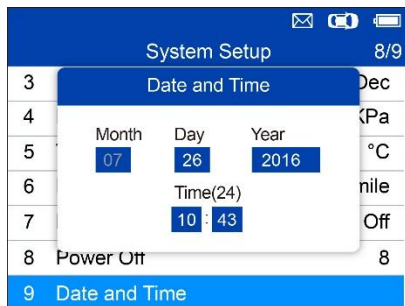 System Setup 8/9
3 Dec
Date and Time
4 KPa
Month Day Year
5 °C
07 26 2016
6 mile
Time(24)
7 Off
10 : 43
8 Power Off 8
9 Date and Time